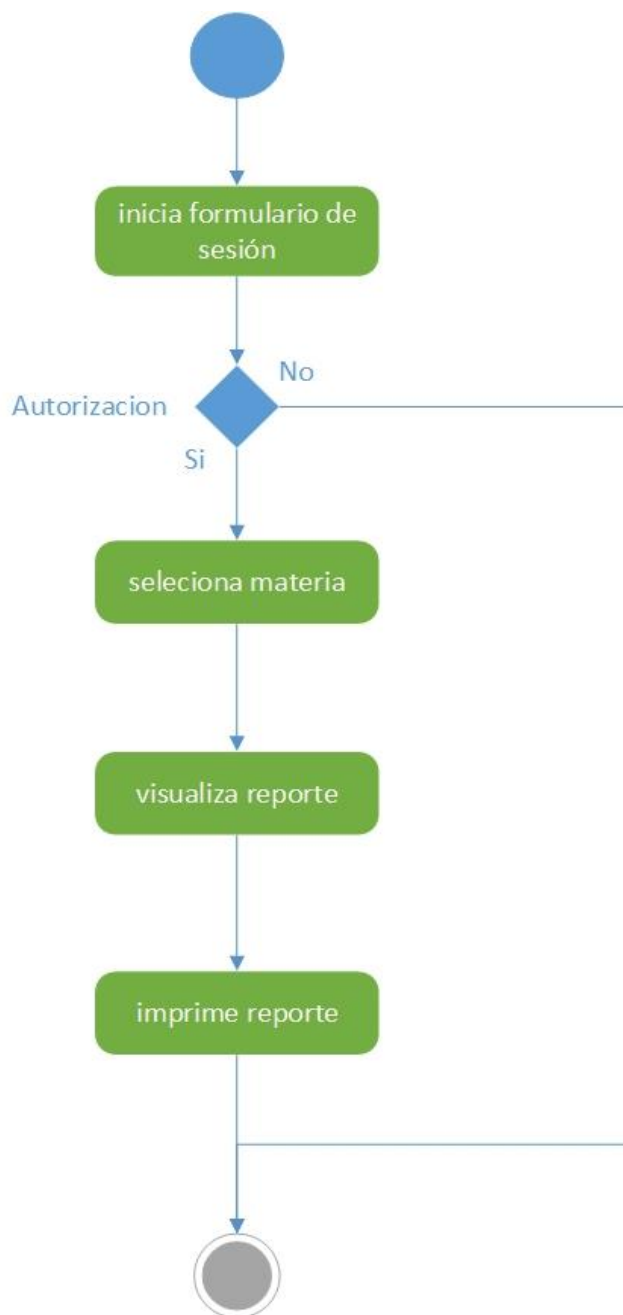 inicia formulario de
sesión
No
Autorizacion
Si
seleciona materia
visualiza reporte
imprime reporte